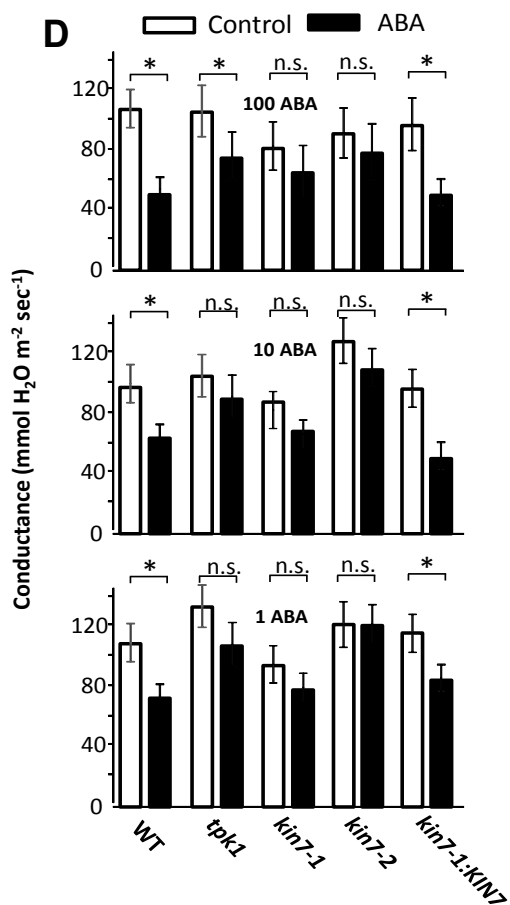 D
Control ABA
* * n.s. n.s. *
100 ABA
120
80
40
0
* n.s. n.s. n.s. *
10 ABA
120
80
40
0
* n.s. n.s. n.s. *
1 ABA
120
80
40
0
Conductance (mmol H₂O m⁻² sec⁻¹)
WT tpk1 kin7-1 kin7-2 kin7-1:KIN7